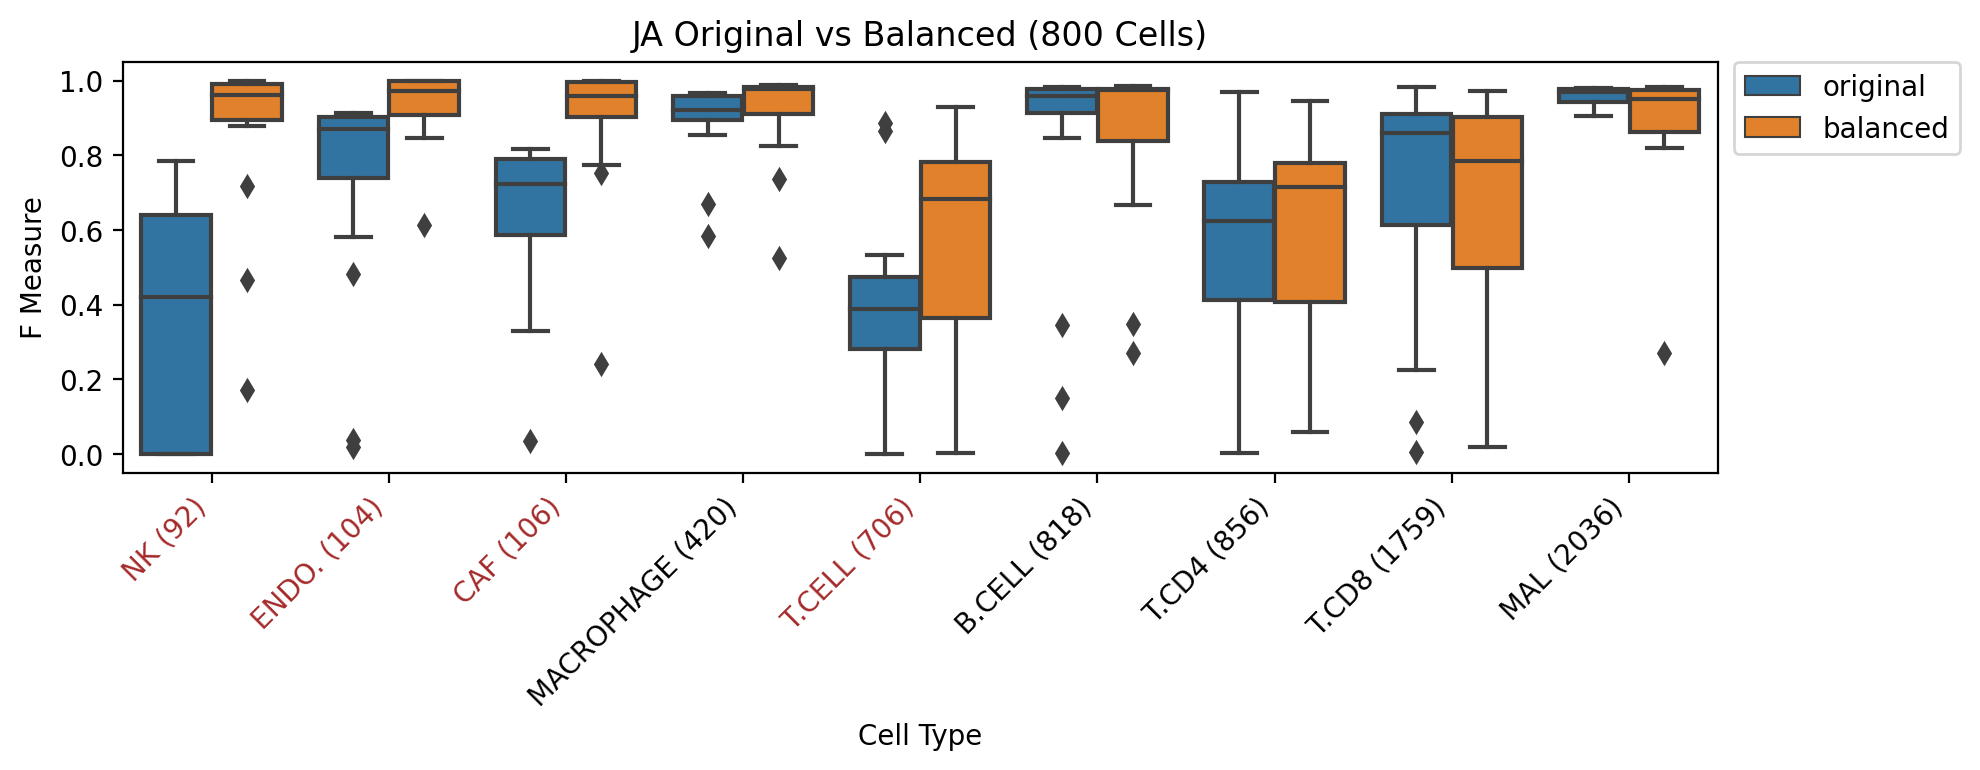 JA Original vs Balanced (800 Cells)
original
balanced
F Measure
1.0
0.8
0.6
0.4
0.2
0.0
NK (92)
ENDO. (104)
CAF (106)
MACROPHAGE (420)
T.CELL (706)
B.CELL (818)
T.CD4 (856)
T.CD8 (1759)
MAL (2036)
Cell Type